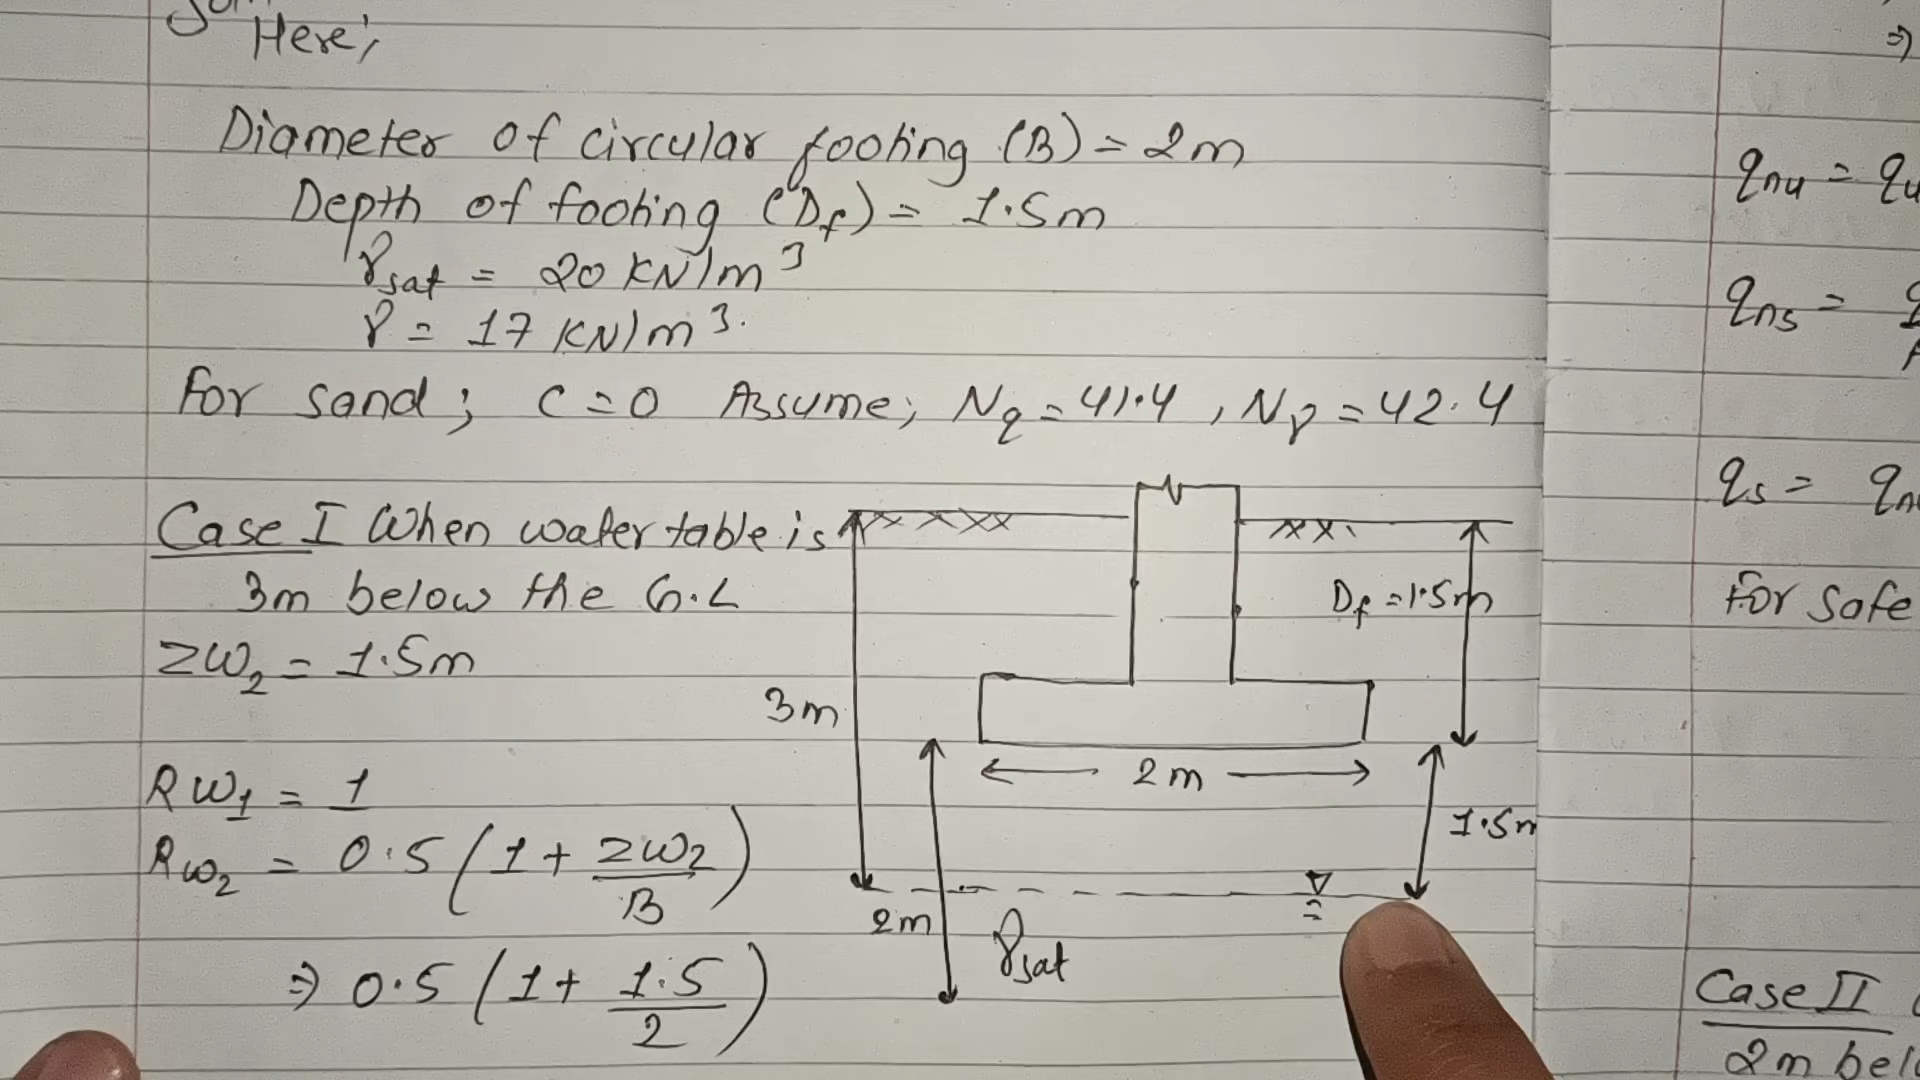 Here;
Diameter of circular footing (B) = 2m
Depth of footing (Df) = 1.5m
γsat = 20 KN/m³
γ = 17 KN/m³.
For sand; C=0 Assume; Nq = 41.4, Nγ = 42.4
Case I When water table is
3m below the G.L
ZW₂ = 1.5m
RW₁ = 1
RW₂ = 0.5 (1 + ZW₂/B)
⇒ 0.5 (1 + 1.5/2)
Df = 1.5m
3m
2m
1.5m
2m
γsat
⇒
qnu = qu
qns =
qs =
For safe
Case II
2m